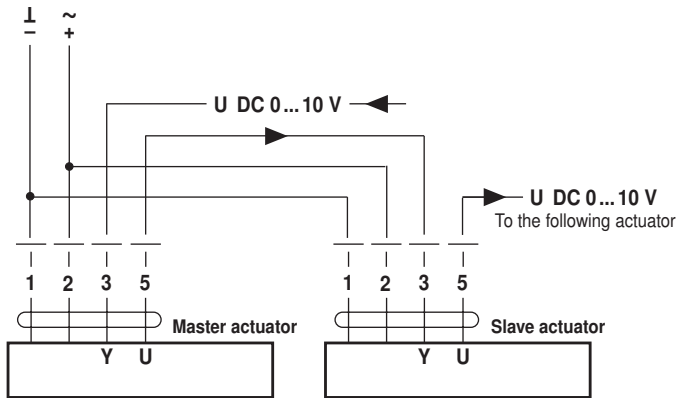 ⊥ ~
– +
U DC 0...10 V
U DC 0...10 V
To the following actuator
1 2 3 5 1 2 3 5
Master actuator Slave actuator
Y U Y U